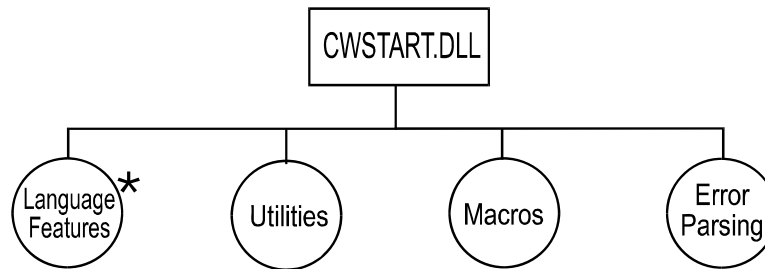 CWSTART.DLL
Language
Features
*
Utilities
Macros
Error
Parsing